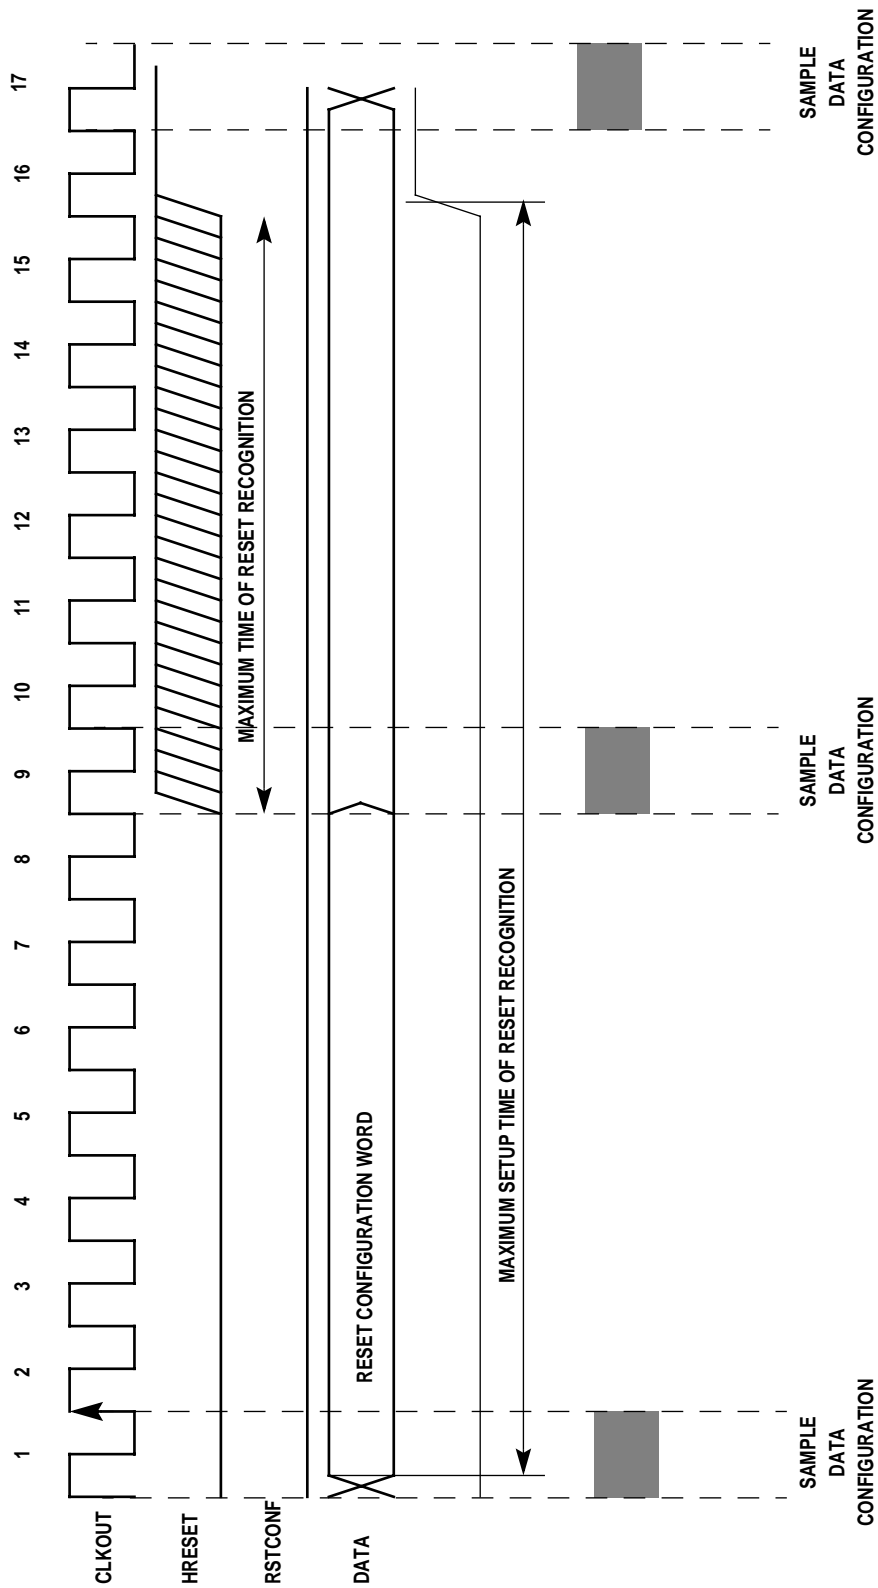 1 2 3 4 5 6 7 8 9 10 11 12 13 14 15 16 17
CLKOUT
HRESET
MAXIMUM TIME OF RESET RECOGNITION
RSTCONF
RESET CONFIGURATION WORD
DATA
MAXIMUM SETUP TIME OF RESET RECOGNITION
SAMPLE
DATA
CONFIGURATION
SAMPLE
DATA
CONFIGURATION
SAMPLE
DATA
CONFIGURATION